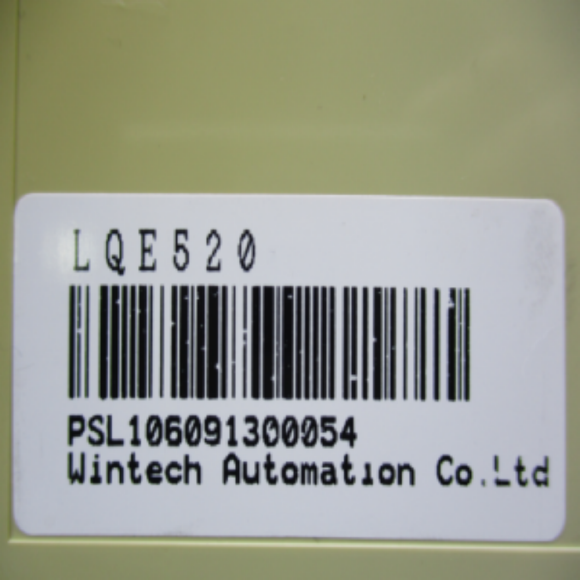 LQE520
PSL106091300054
Wintech Automation Co.Ltd